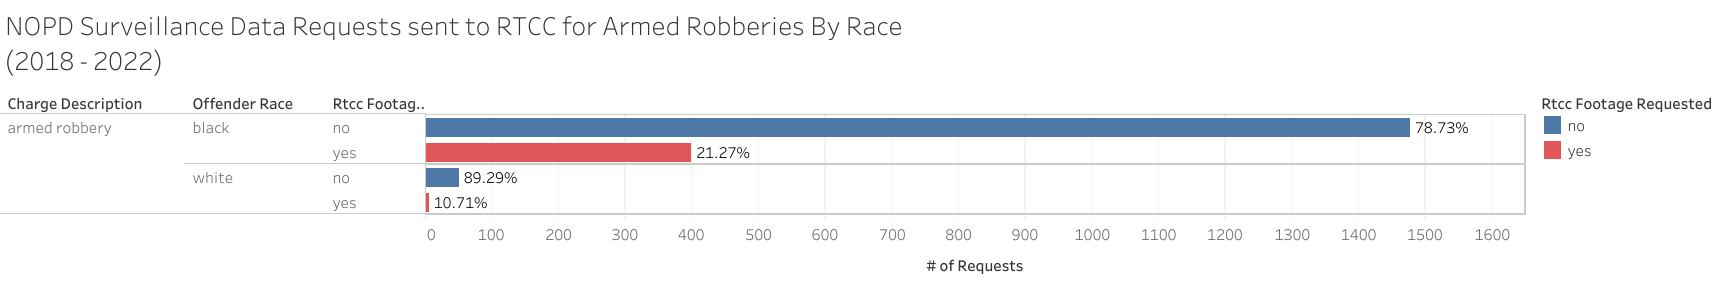 NOPD Surveillance Data Requests sent to RTCC for Armed Robberies By Race
(2018 - 2022)
Charge Description Offender Race Rtcc Footag.. Rtcc Footage Requested
armed robbery black no 78.73% no
yes 21.27% yes
white no 89.29%
yes 10.71%
0 100 200 300 400 500 600 700 800 900 1000 1100 1200 1300 1400 1500 1600
# of Requests